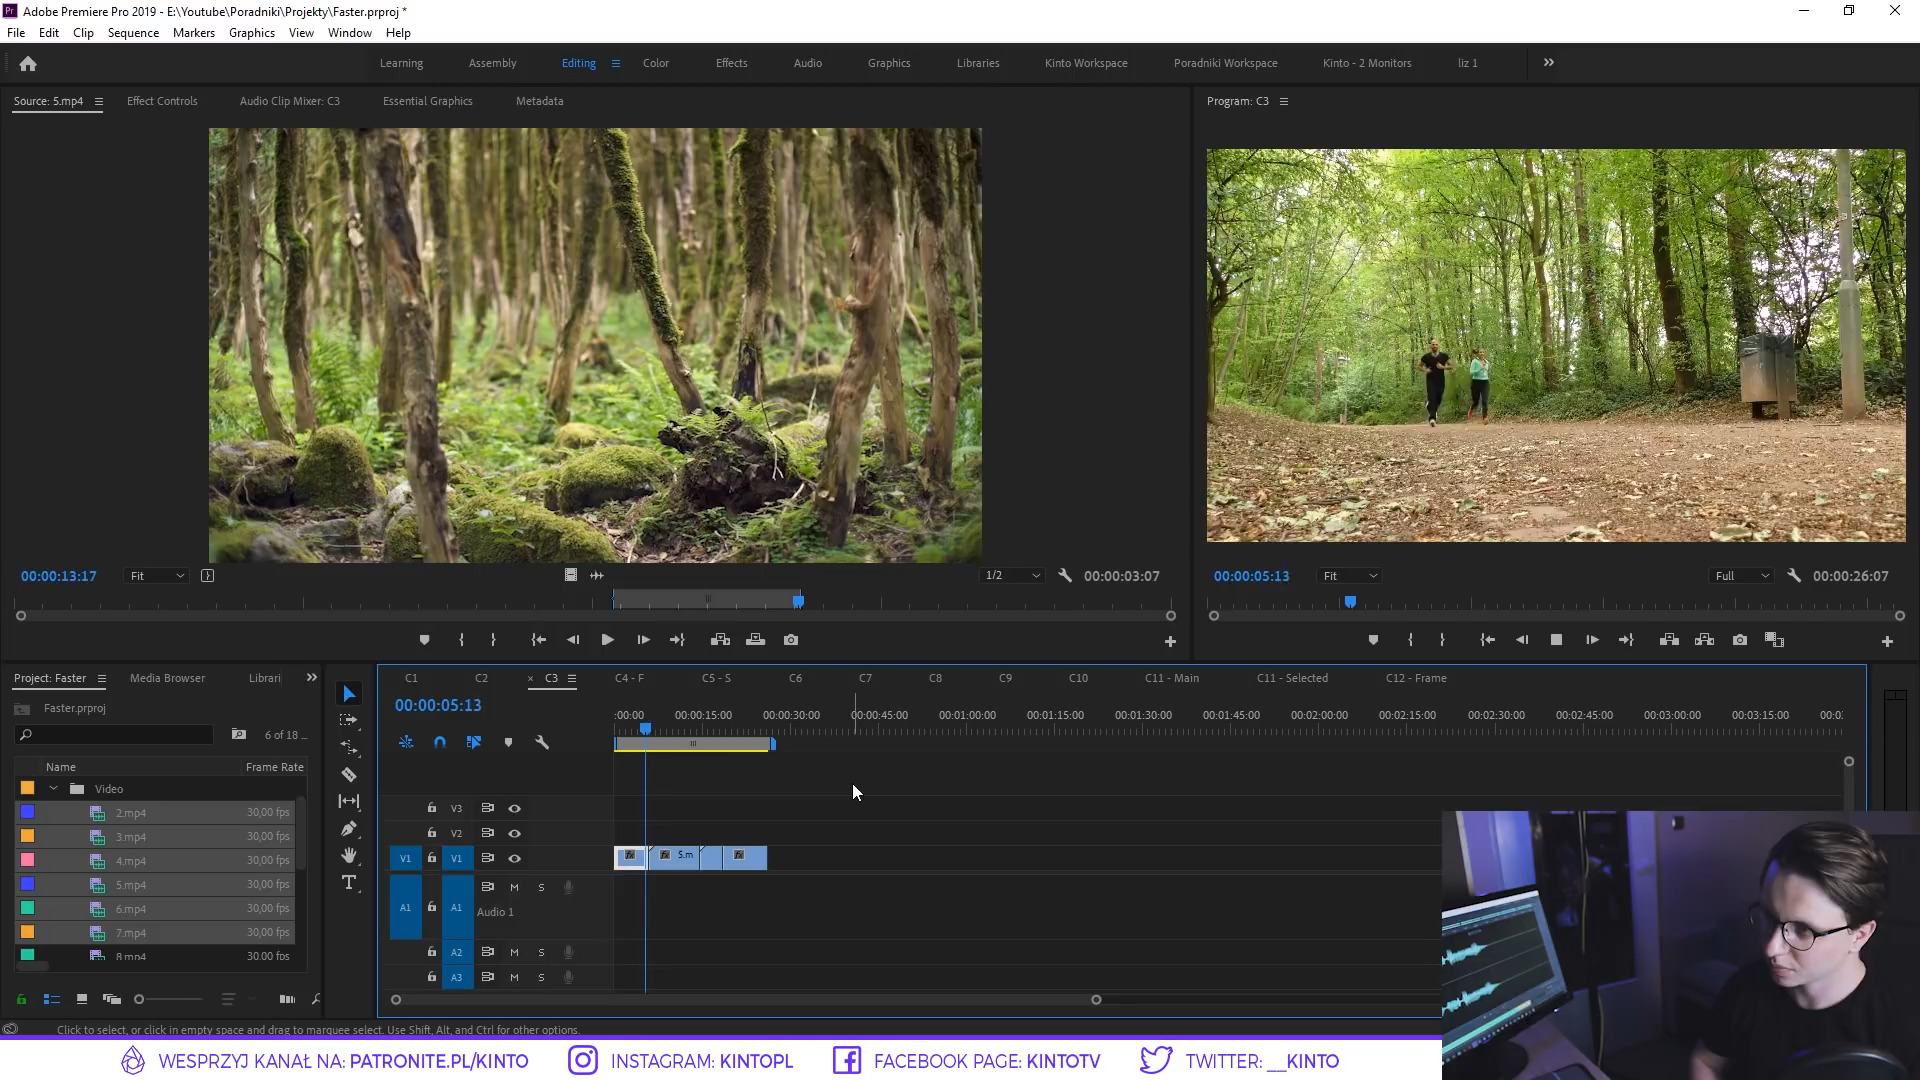 Adobe Premiere Pro 2019 - E:\Youtube\Poradniki\Projekty\Faster.prproj *
File Edit Clip Sequence Markers Graphics View Window Help
Learning Assembly Editing Color Effects Audio Graphics Libraries Kinto Workspace Poradniki Workspace Kinto - 2 Monitors liz 1
Source: 5.mp4 Effect Controls Audio Clip Mixer: C3 Essential Graphics Metadata
Program: C3
00:00:13:17 Fit 1/2 00:00:03:07
00:00:05:13 Fit Full 00:00:26:07
Project: Faster Media Browser Librari
Faster.prproj
6 of 18 ...
Name Frame Rate
Video
2.mp4 30,00 fps
3.mp4 30,00 fps
4.mp4 30,00 fps
5.mp4 30,00 fps
6.mp4 30,00 fps
7.mp4 30,00 fps
8.mp4 30,00 fps
C1 C2 × C3 C4 - F C5 - S C6 C7 C8 C9 C10 C11 - Main C11 - Selected C12 - Frame
00:00:05:13
:00:00 00:00:15:00 00:00:30:00 00:00:45:00 00:01:00:00 00:01:15:00 00:01:30:00 00:01:45:00 00:02:00:00 00:02:15:00 00:02:30:00 00:02:45:00 00:03:00:00 00:03:15:00 00:0
V3
V2
V1 V1 fx fx 5.m fx
M S
A1 A1 Audio 1
A2 M S
A3 M S
Click to select, or click in empty space and drag to marquee select. Use Shift, Alt, and Ctrl for other options.
WESPRZYJ KANAŁ NA: PATRONITE.PL/KINTO INSTAGRAM: KINTOPL FACEBOOK PAGE: KINTOTV TWITTER: __KINTO